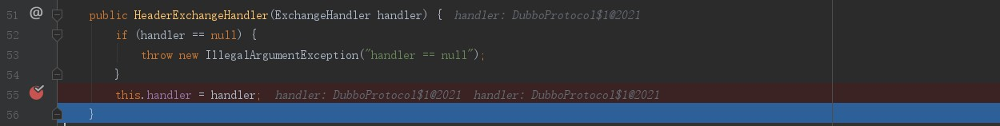 51 @ public HeaderExchangeHandler(ExchangeHandler handler) { handler: DubboProtocol$1@2021
52 if (handler == null) {
53 throw new IllegalArgumentException("handler == null");
54 }
55 this.handler = handler; handler: DubboProtocol$1@2021 handler: DubboProtocol$1@2021
56 }